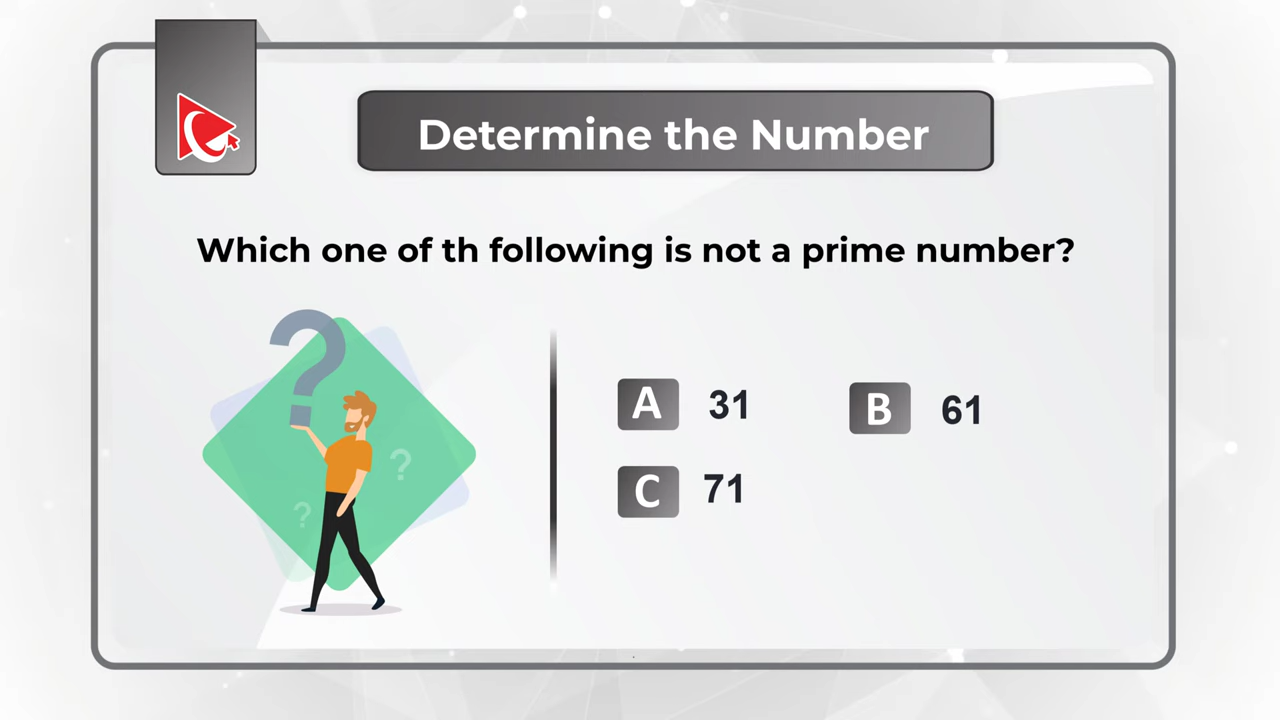 Determine the Number
Which one of th following is not a prime number?
?
?
?
A 31 B 61
C 71